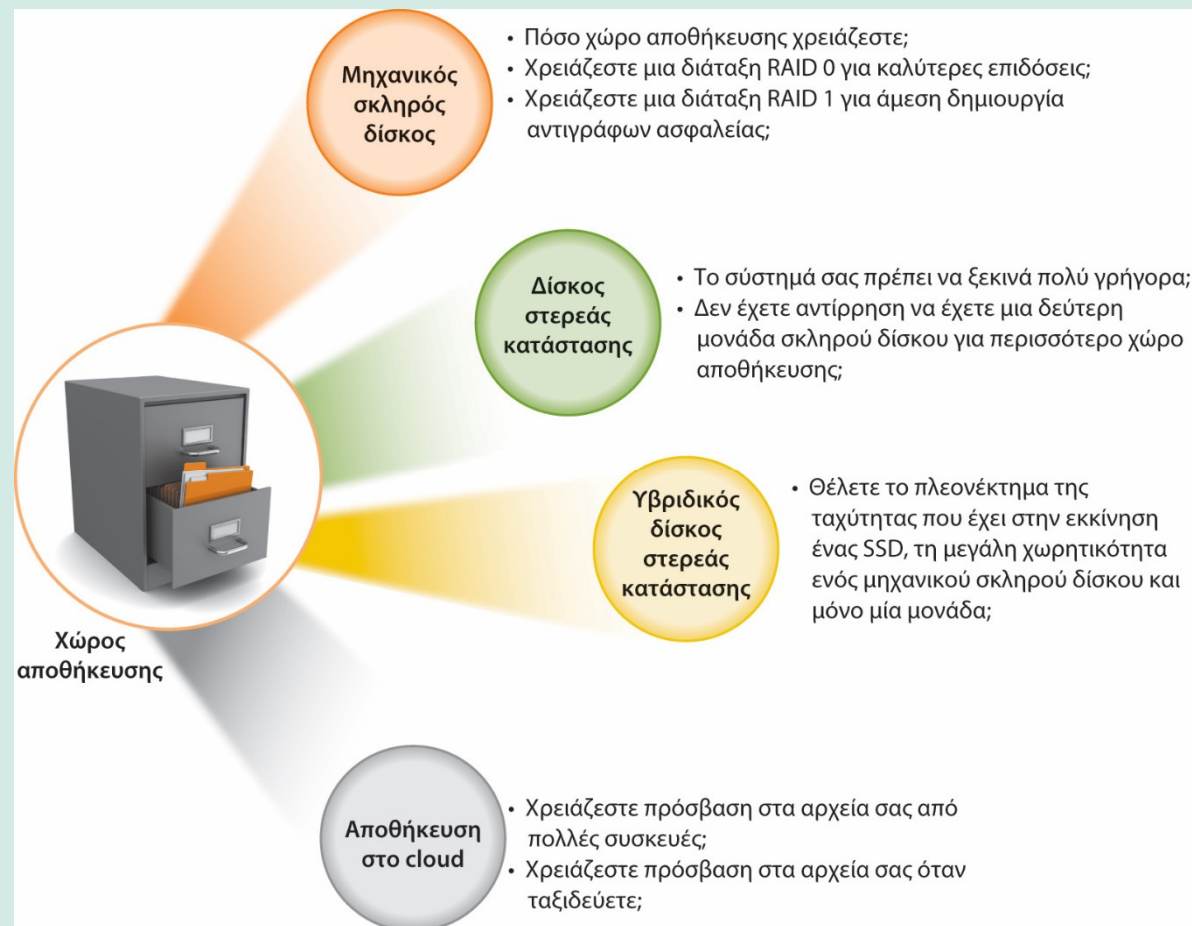 Μηχανικός
σκληρός
δίσκος
• Πόσο χώρο αποθήκευσης χρειάζεστε;
• Χρειάζεστε μια διάταξη RAID 0 για καλύτερες επιδόσεις;
• Χρειάζεστε μια διάταξη RAID 1 για άμεση δημιουργία
αντιγράφων ασφαλείας;
Δίσκος
στερεάς
κατάστασης
• Το σύστημά σας πρέπει να ξεκινά πολύ γρήγορα;
• Δεν έχετε αντίρρηση να έχετε μια δεύτερη
μονάδα σκληρού δίσκου για περισσότερο χώρο
αποθήκευσης;
Υβριδικός
δίσκος
στερεάς
κατάστασης
• Θέλετε το πλεονέκτημα της
ταχύτητας που έχει στην εκκίνηση
ένας SSD, τη μεγάλη χωρητικότητα
ενός μηχανικού σκληρού δίσκου και
μόνο μία μονάδα;
Χώρος
αποθήκευσης
Αποθήκευση
στο cloud
• Χρειάζεστε πρόσβαση στα αρχεία σας από
πολλές συσκευές;
• Χρειάζεστε πρόσβαση στα αρχεία σας όταν
ταξιδεύετε;